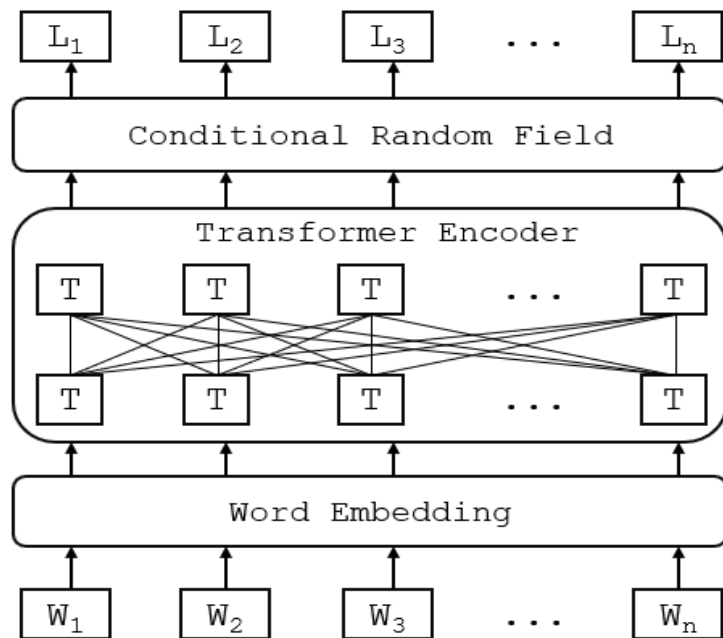 L₁ L₂ L₃ ... Lₙ
Conditional Random Field
Transformer Encoder
T T T ... T
T T T ... T
Word Embedding
W₁ W₂ W₃ ... Wₙ